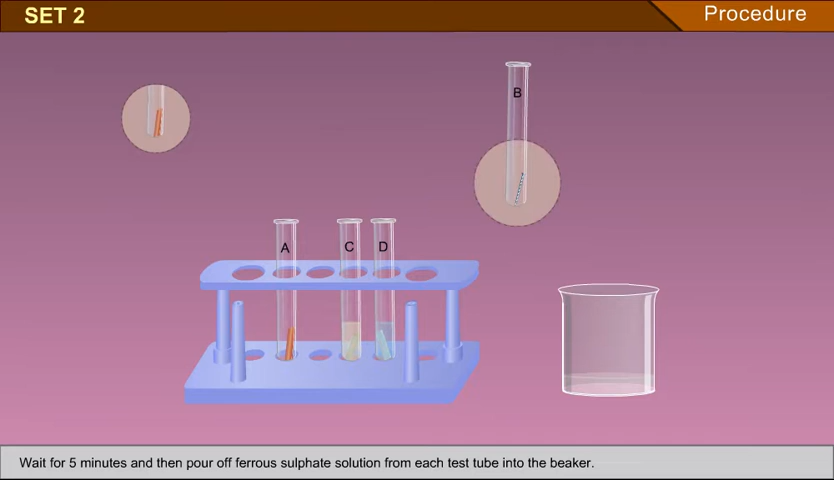 SET 2
Procedure
B
A
C
D
Wait for 5 minutes and then pour off ferrous sulphate solution from each test tube into the beaker.